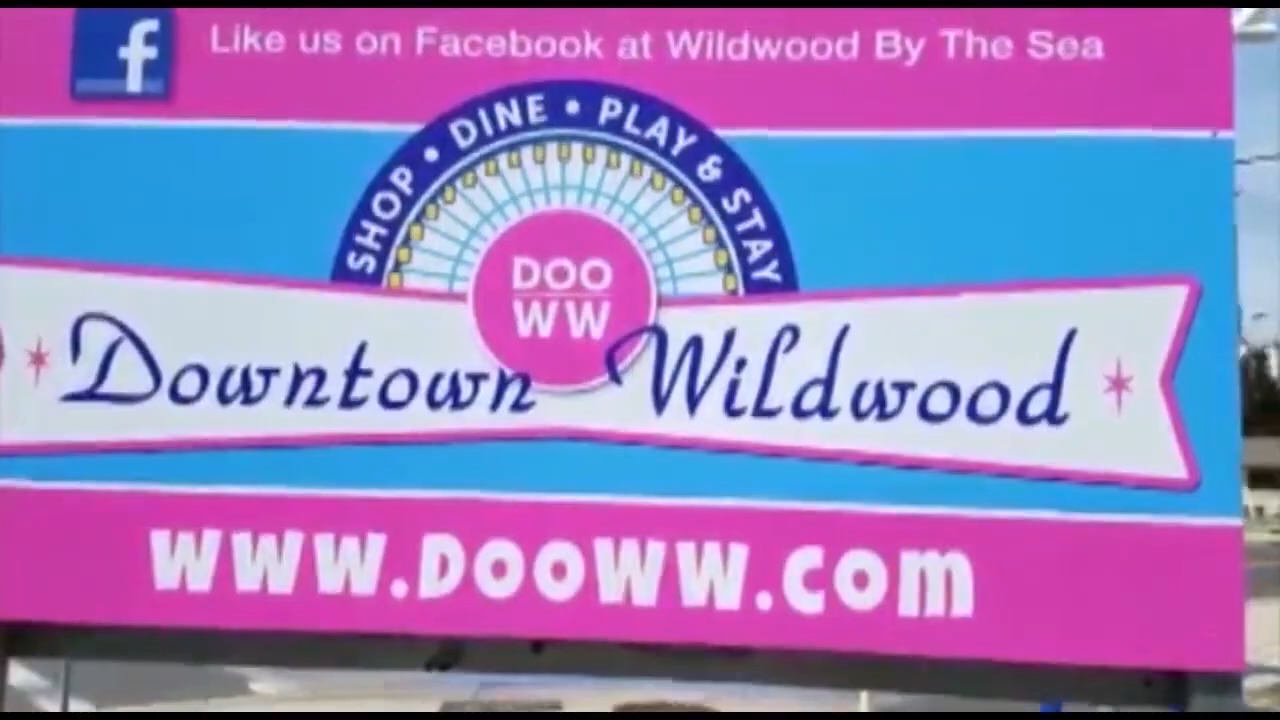 f Like us on Facebook at Wildwood By The Sea
SHOP • DINE • PLAY & STAY
DOO
WW
Downtown Wildwood
www.DOOWW.com